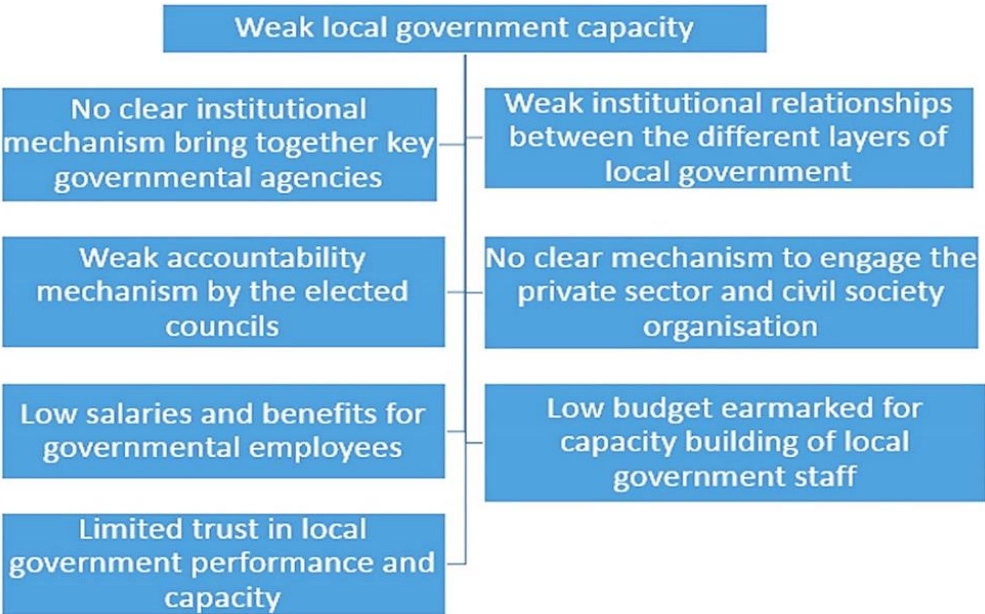 Weak local government capacity
No clear institutional
mechanism bring together key
governmental agencies
Weak institutional relationships
between the different layers of
local government
Weak accountability
mechanism by the elected
councils
No clear mechanism to engage the
private sector and civil society
organisation
Low salaries and benefits for
governmental employees
Low budget earmarked for
capacity building of local
government staff
Limited trust in local
government performance and
capacity